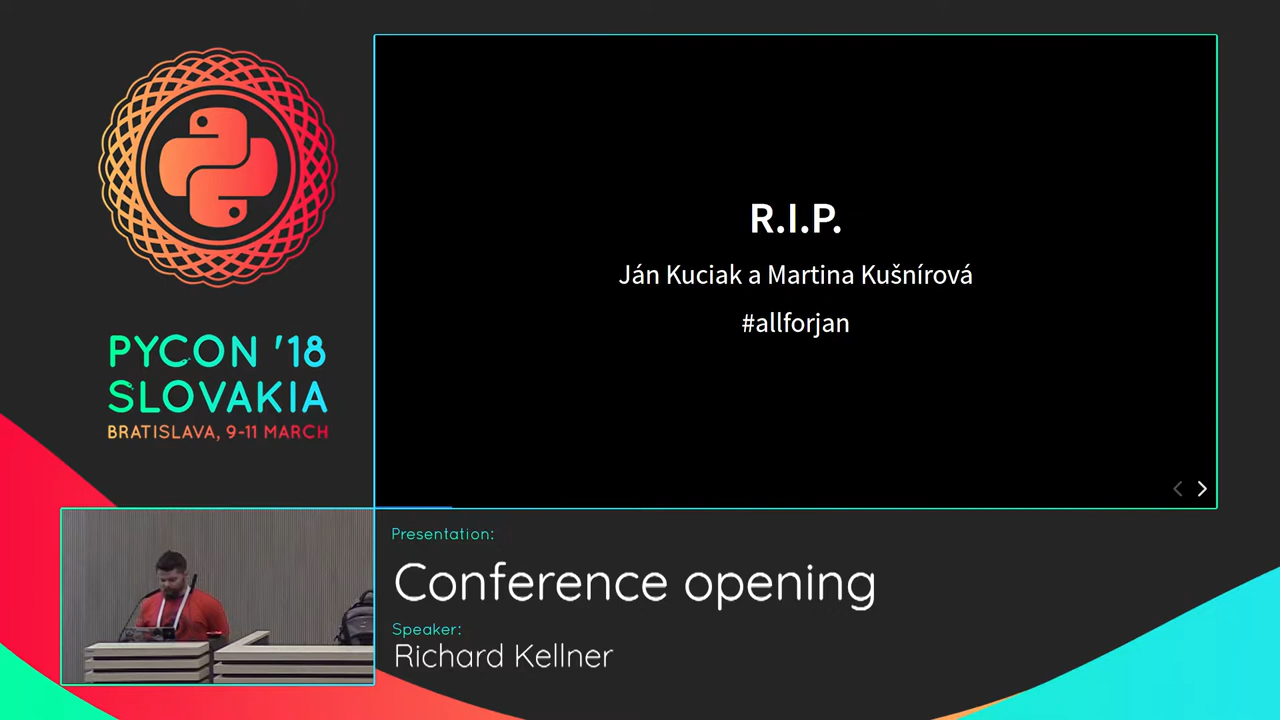 R.I.P.
Ján Kuciak a Martina Kušnírová
#allforjan
PYCON '18
SLOVAKIA
BRATISLAVA, 9-11 MARCH
Presentation:
Conference opening
Speaker:
Richard Kellner